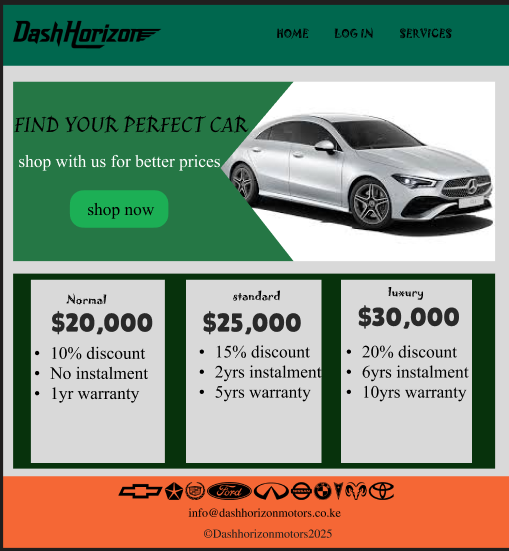 DashHorizon
HOME LOG IN SERVICES
FIND YOUR PERFECT CAR
shop with us for better prices
shop now
Normal
$20,000
• 10% discount
• No instalment
• 1yr warranty
standard
$25,000
• 15% discount
• 2yrs instalment
• 5yrs warranty
luxury
$30,000
• 20% discount
• 6yrs instalment
• 10yrs warranty
Ford
info@dashhorizonmotors.co.ke
©Dashhorizonmotors2025